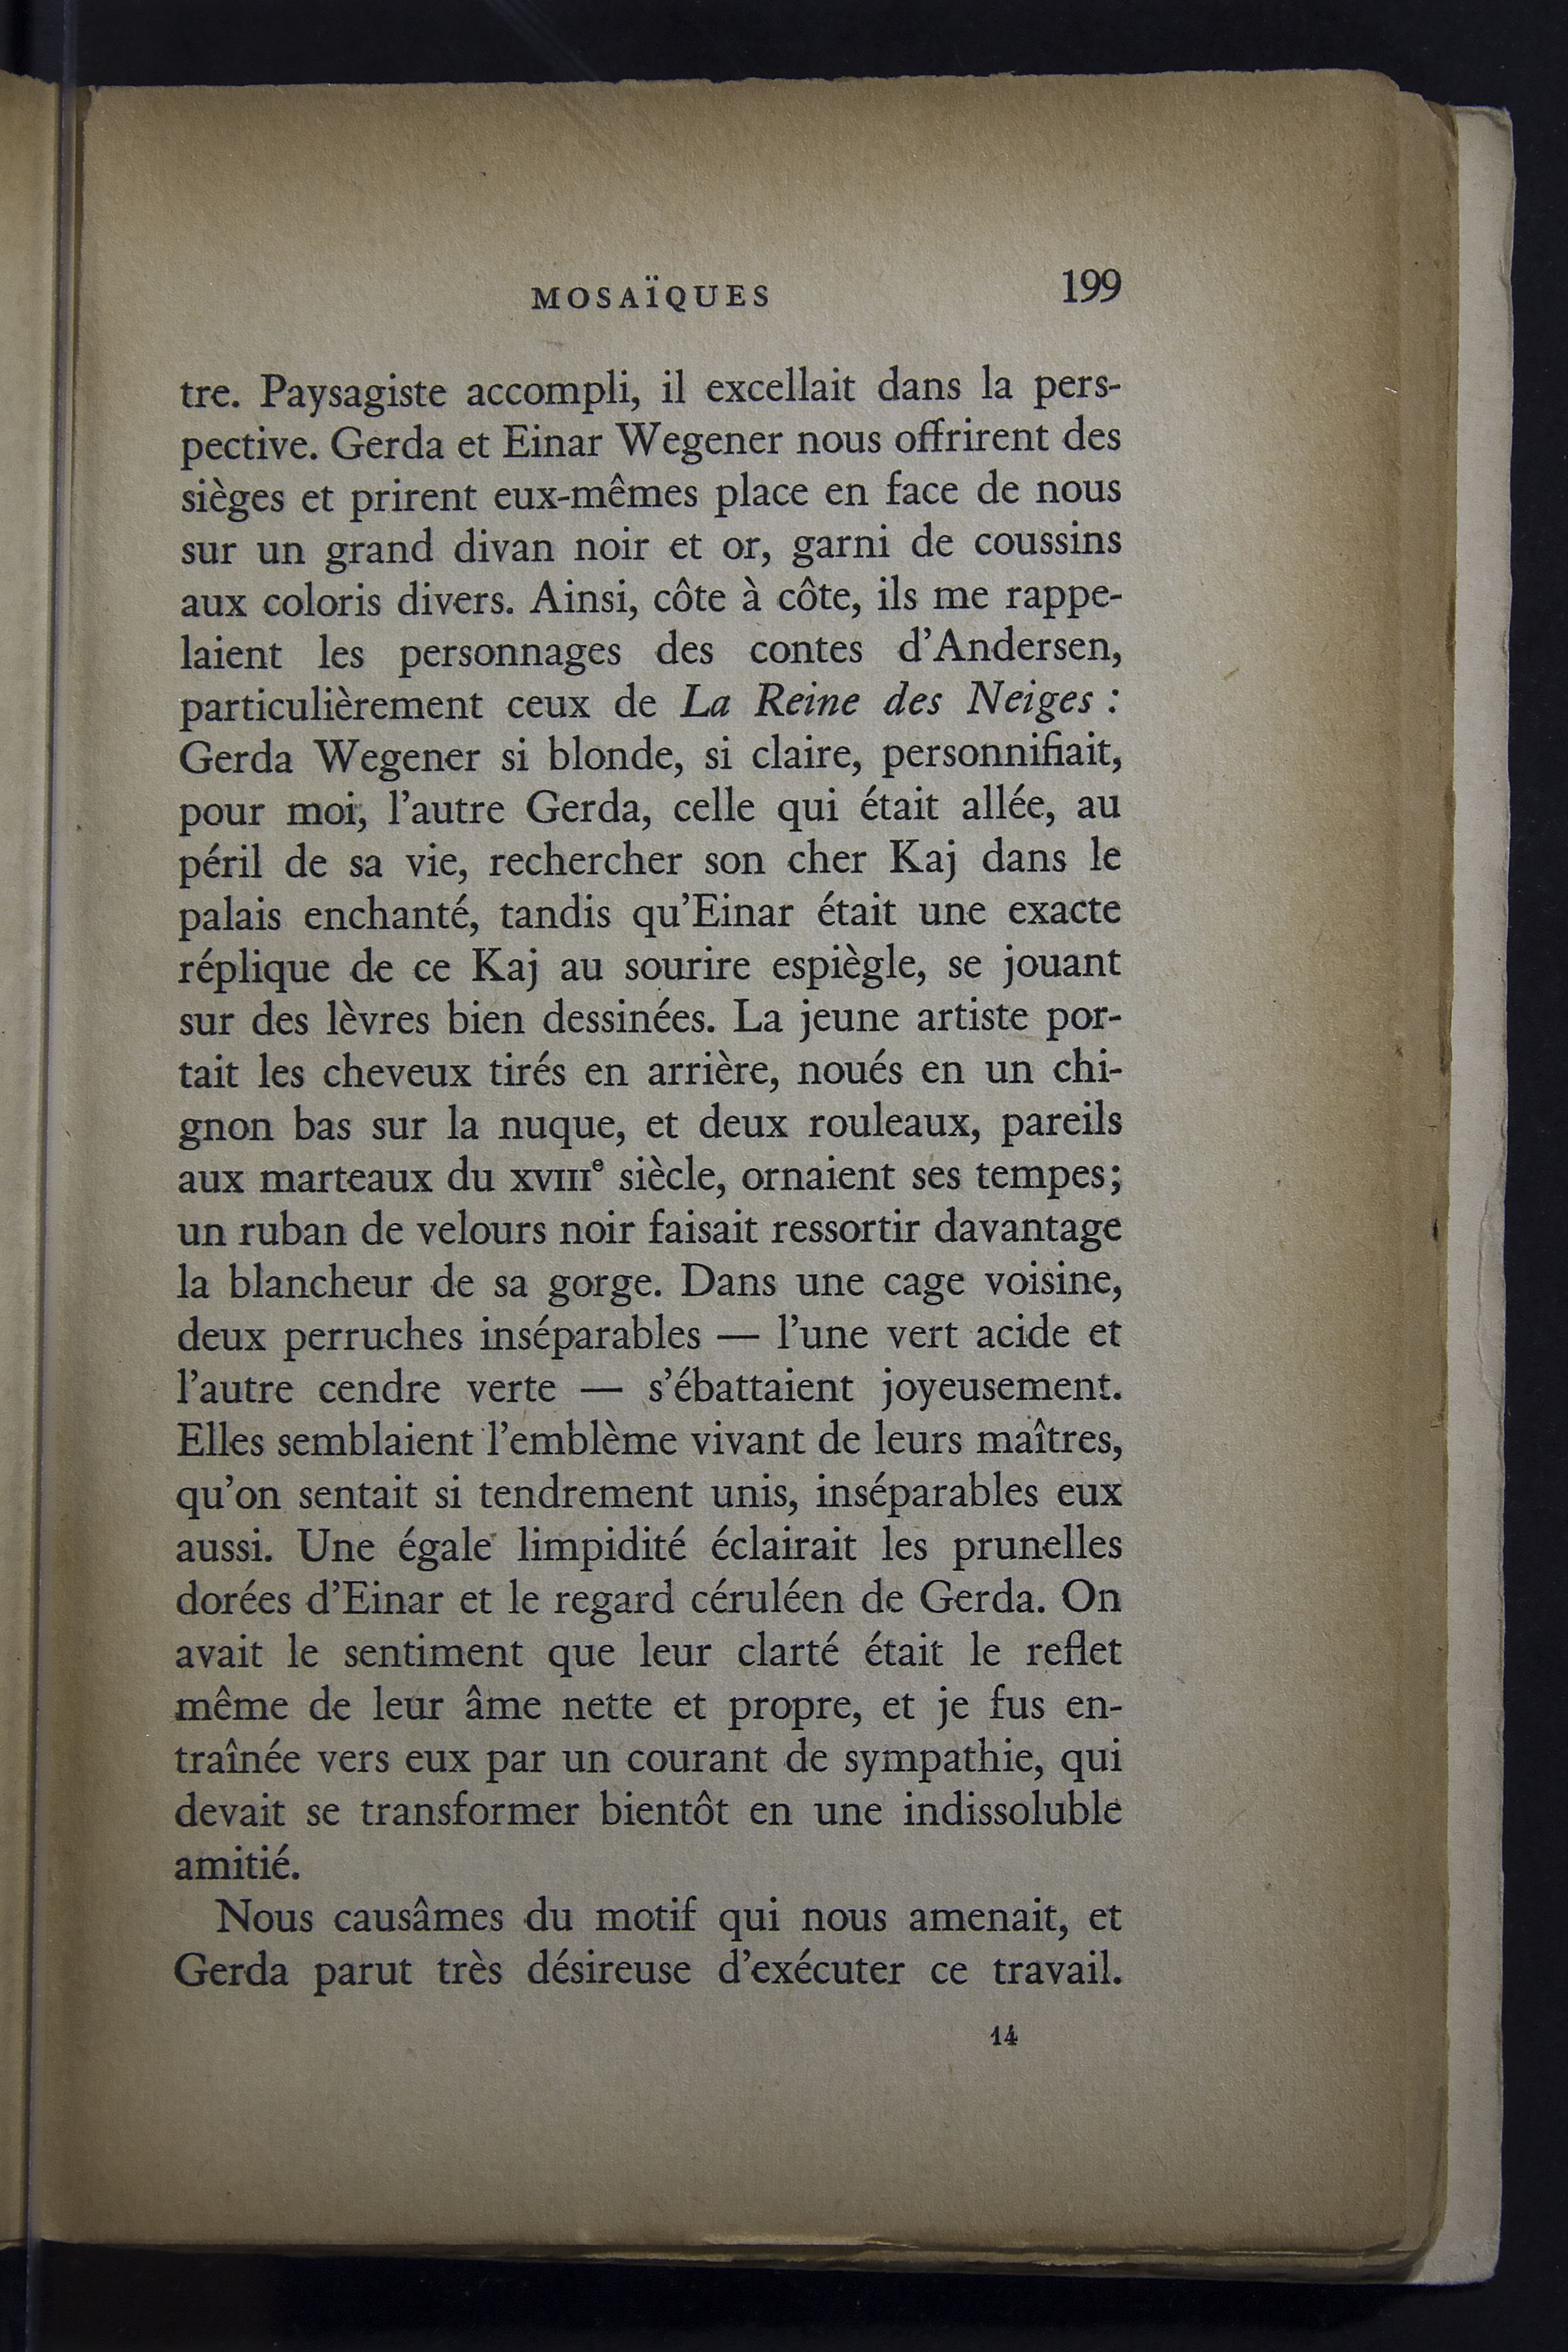 MOSAÏQUES 199
tre. Paysagiste accompli, il excellait dans la pers-
pective. Gerda et Einar Wegener nous offrirent des
sièges et prirent eux-mêmes place en face de nous
sur un grand divan noir et or, garni de coussins
aux coloris divers. Ainsi, côte à côte, ils me rappe-
laient les personnages des contes d'Andersen,
particulièrement ceux de La Reine des Neiges :
Gerda Wegener si blonde, si claire, personnifiait,
pour moi, l'autre Gerda, celle qui était allée, au
péril de sa vie, rechercher son cher Kaj dans le
palais enchanté, tandis qu'Einar était une exacte
réplique de ce Kaj au sourire espiègle, se jouant
sur des lèvres bien dessinées. La jeune artiste por-
tait les cheveux tirés en arrière, noués en un chi-
gnon bas sur la nuque, et deux rouleaux, pareils
aux marteaux du XVIIIe siècle, ornaient ses tempes;
un ruban de velours noir faisait ressortir davantage
la blancheur de sa gorge. Dans une cage voisine,
deux perruches inséparables — l'une vert acide et
l'autre cendre verte — s'ébattaient joyeusement.
Elles semblaient l'emblème vivant de leurs maîtres,
qu'on sentait si tendrement unis, inséparables eux
aussi. Une égale limpidité éclairait les prunelles
dorées d'Einar et le regard céruléen de Gerda. On
avait le sentiment que leur clarté était le reflet
même de leur âme nette et propre, et je fus en-
traînée vers eux par un courant de sympathie, qui
devait se transformer bientôt en une indissoluble
amitié.
Nous causâmes du motif qui nous amenait, et
Gerda parut très désireuse d'exécuter ce travail.
14